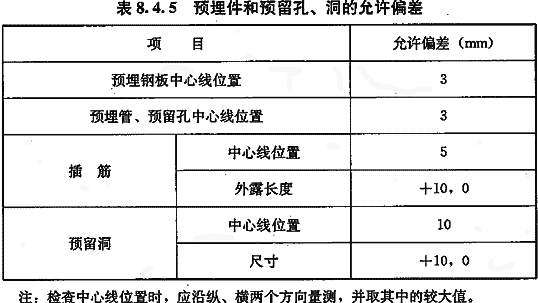 表 8.4.5 预埋件和预留孔、洞的允许偏差
项 目 允许偏差（mm）
预埋钢板中心线位置 3
预埋管、预留孔中心线位置 3
插 筋 中心线位置 5
外露长度 +10，0
预留洞 中心线位置 10
尺寸 +10，0
注：检查中心线位置时，应沿纵、横两个方向量测，并取其中的较大值。